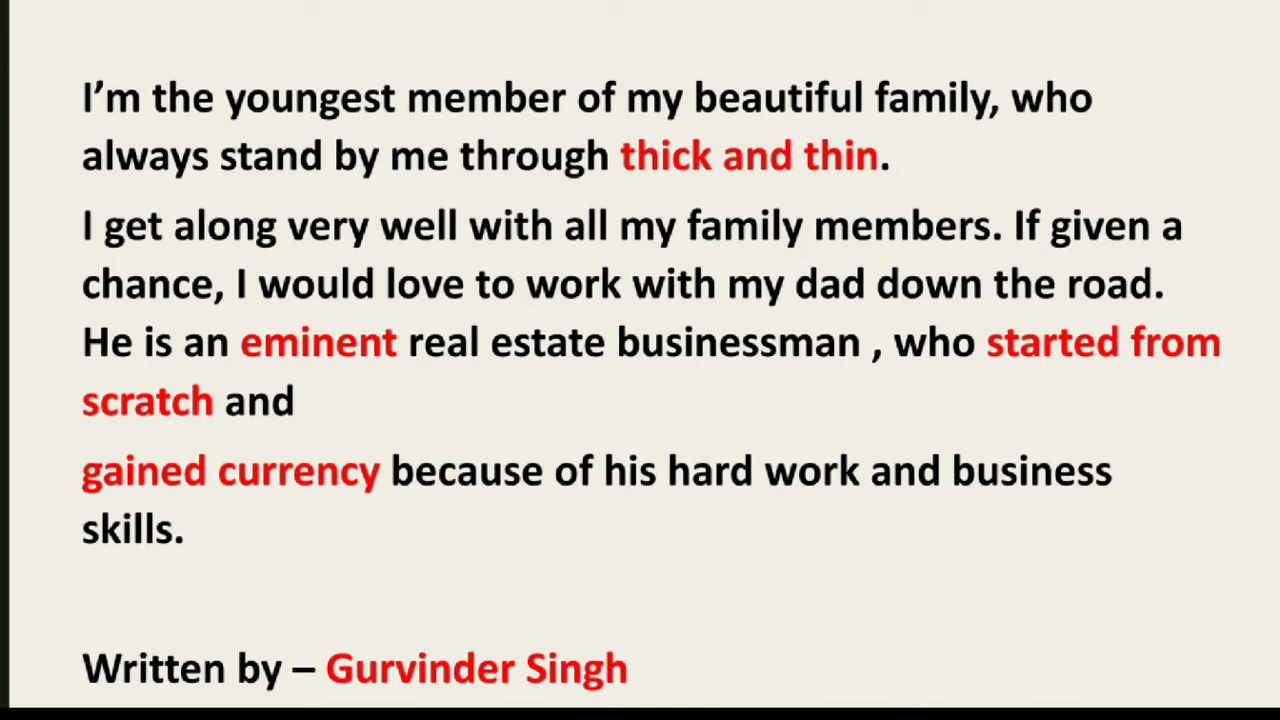 I’m the youngest member of my beautiful family, who
always stand by me through thick and thin.
I get along very well with all my family members. If given a
chance, I would love to work with my dad down the road.
He is an eminent real estate businessman , who started from
scratch and
gained currency because of his hard work and business
skills.
Written by – Gurvinder Singh